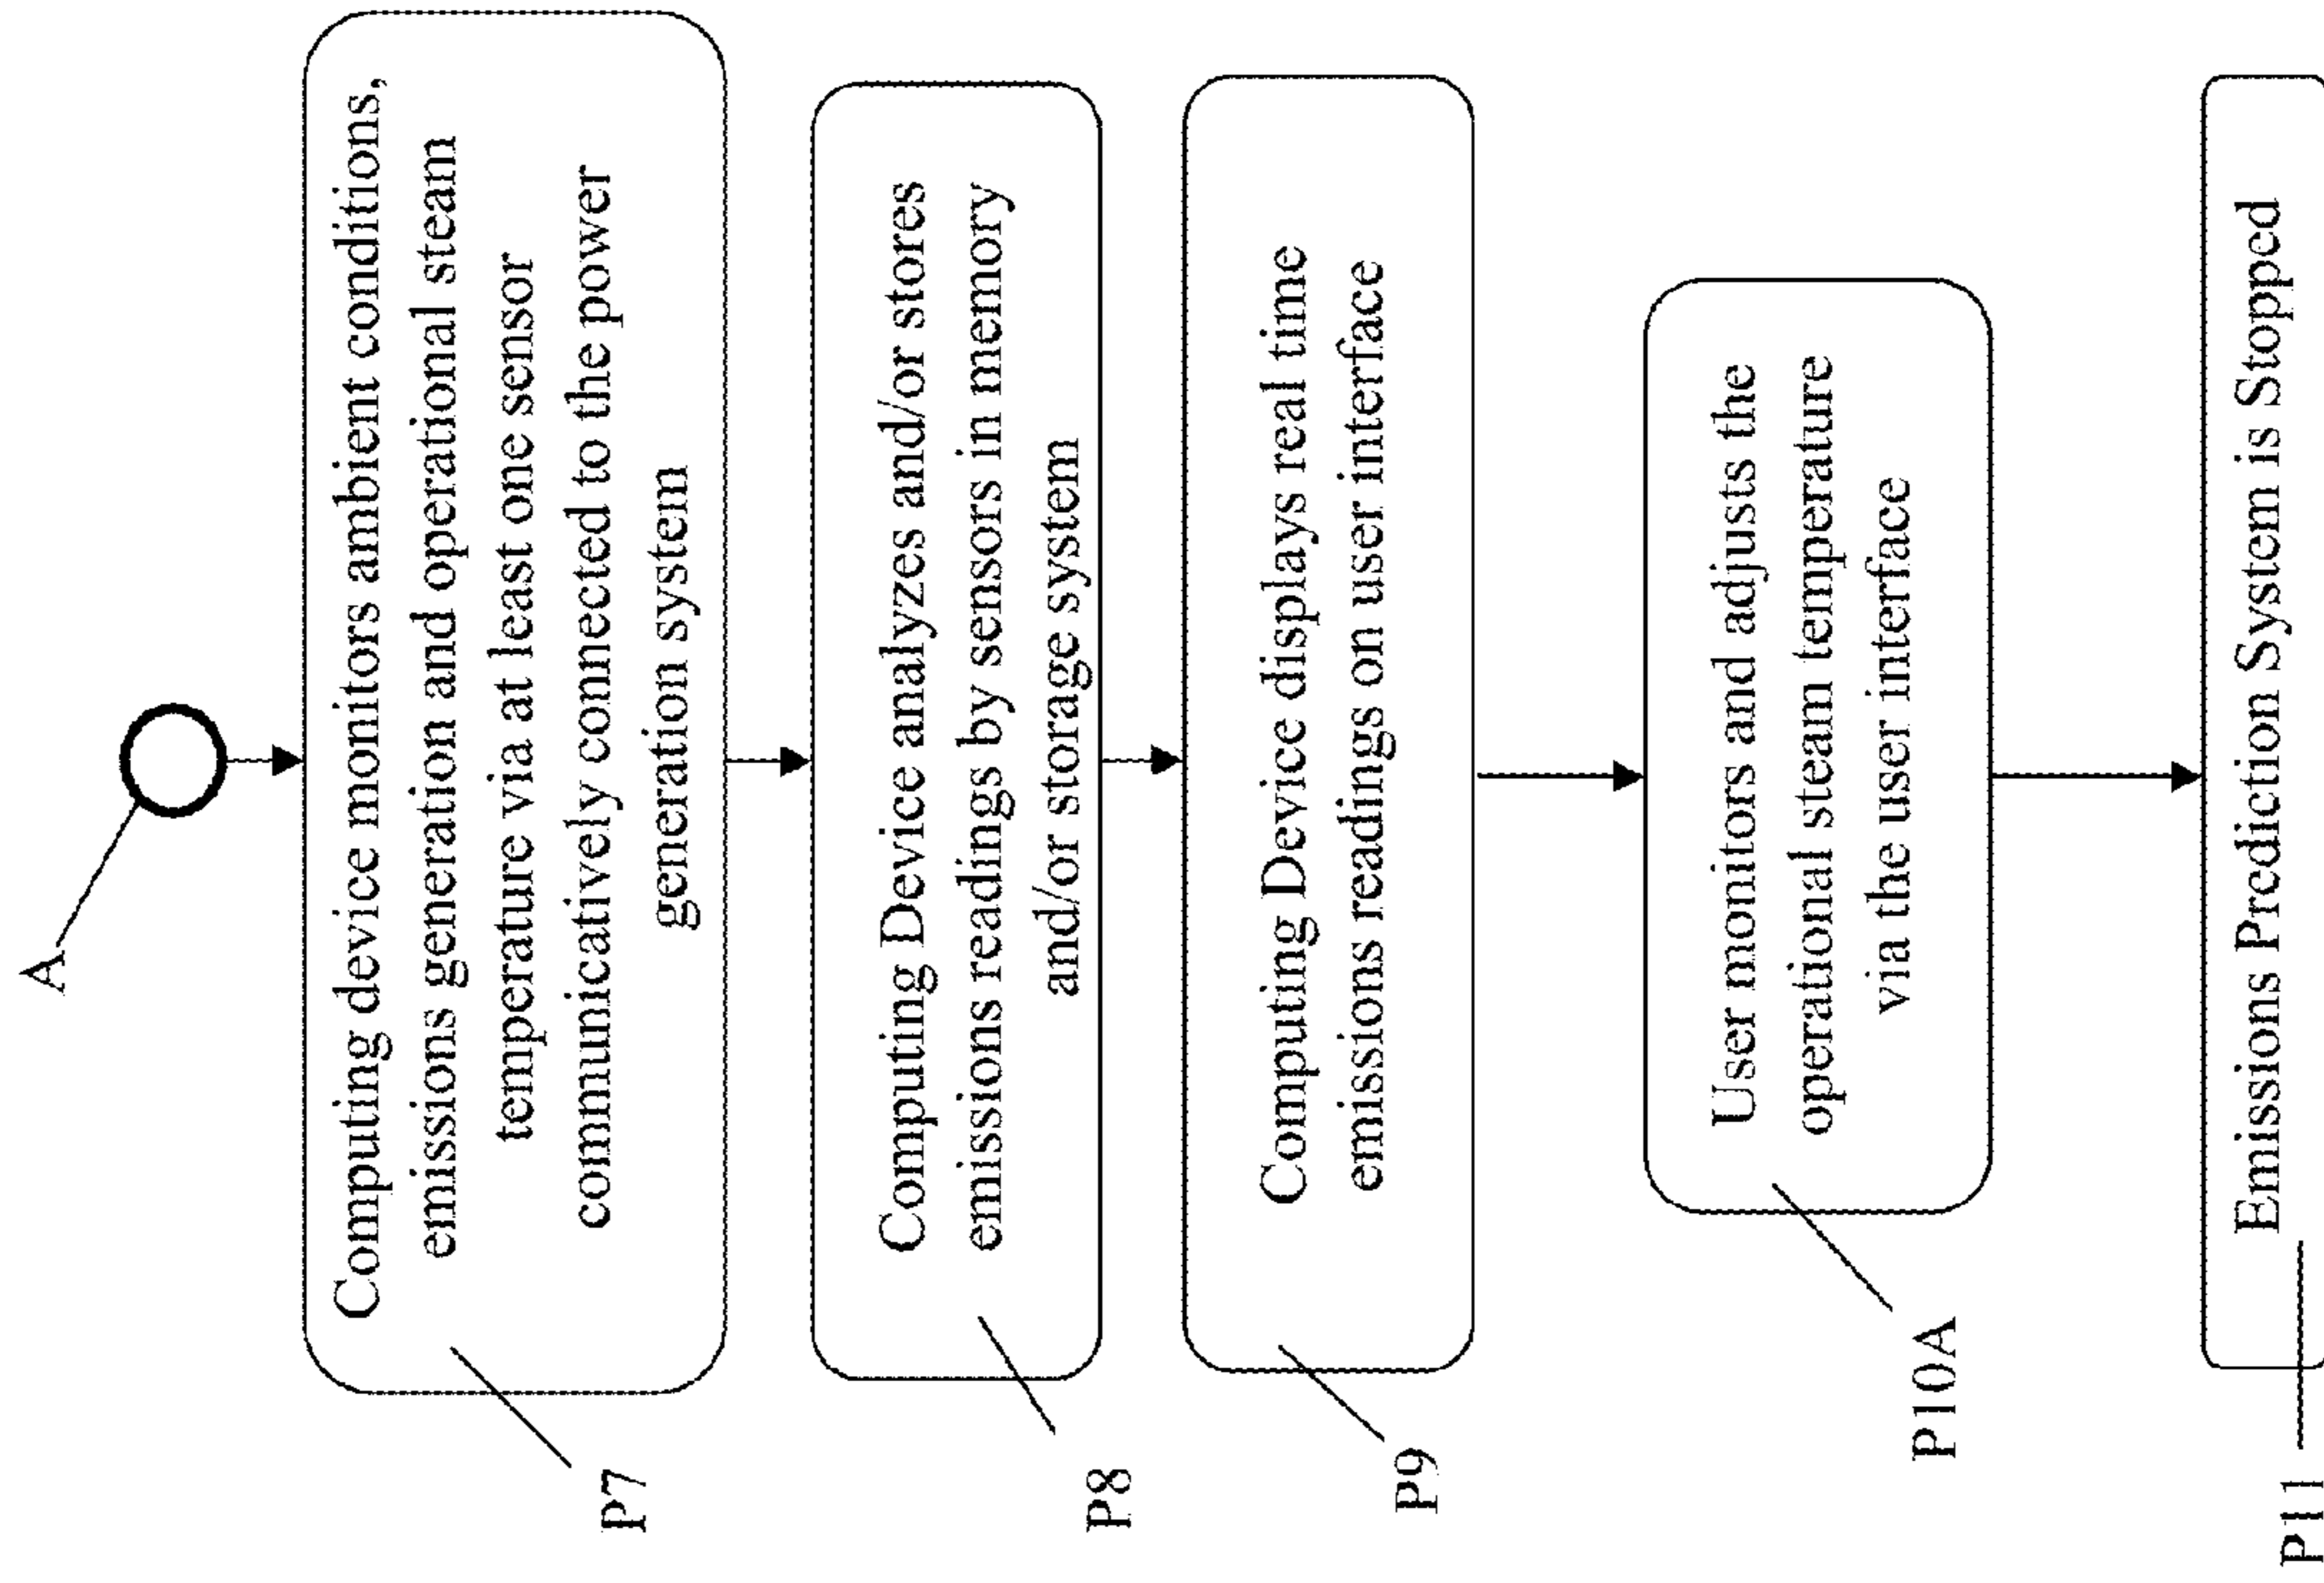 A
Computing device monitors ambient conditions,
emissions generation and operational steam
temperature via at least one sensor
communicatively connected to the power
generation system
P7
Computing Device analyzes and/or stores
emissions readings by sensors in memory
and/or storage system
P8
Computing Device displays real time
emissions readings on user interface
P9
User monitors and adjusts the
operational steam temperature
via the user interface
P10A
Emissions Prediction System is Stopped
P11